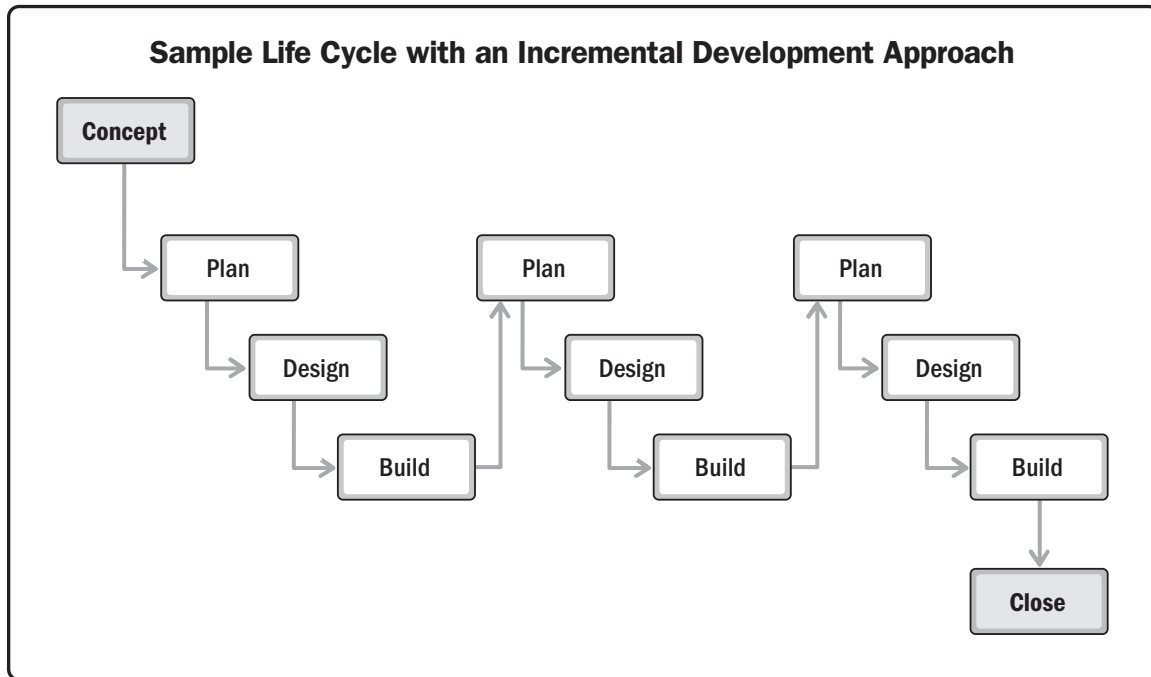 Sample Life Cycle with an Incremental Development Approach
Concept
Plan
Plan
Plan
Design
Design
Design
Build
Build
Build
Close